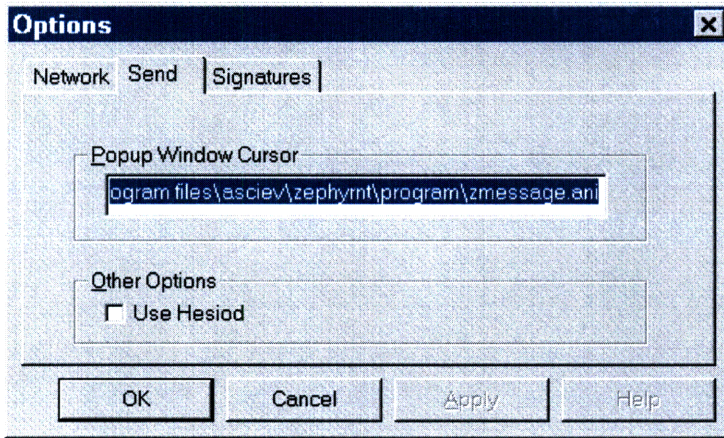 Options
Network Send Signatures
Popup Window Cursor
ogram files\asciev\zephyrnt\program\zmessage.ani
Other Options
Use Hesiod
OK Cancel Apply Help